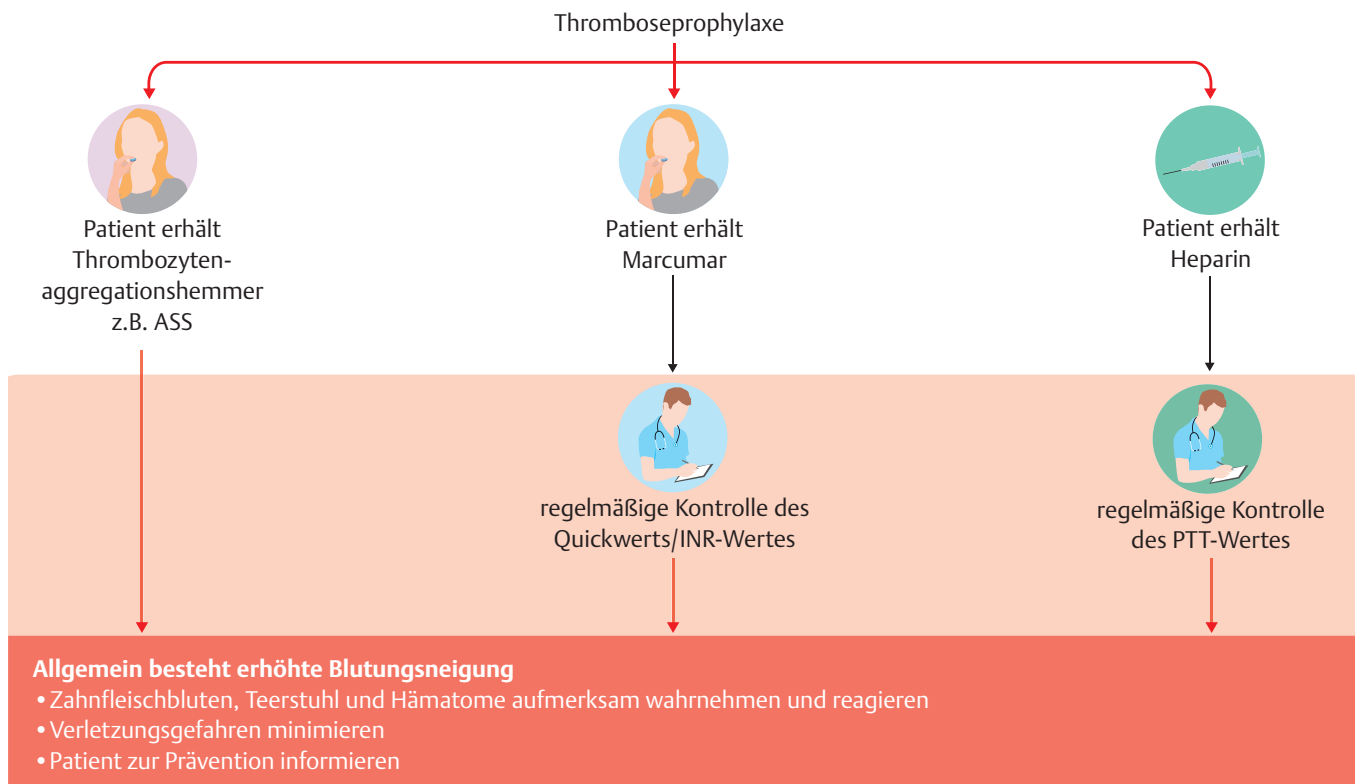 Thromboseprophylaxe
Patient erhält
Thrombozyten-
aggregationshemmer
z.B. ASS
Patient erhält
Marcumar
Patient erhält
Heparin
regelmäßige Kontrolle des
Quickwerts/INR-Wertes
regelmäßige Kontrolle
des PTT-Wertes
Allgemein besteht erhöhte Blutungsneigung
• Zahnfleischbluten, Teerstuhl und Hämatome aufmerksam wahrnehmen und reagieren
• Verletzungsgefahren minimieren
• Patient zur Prävention informieren